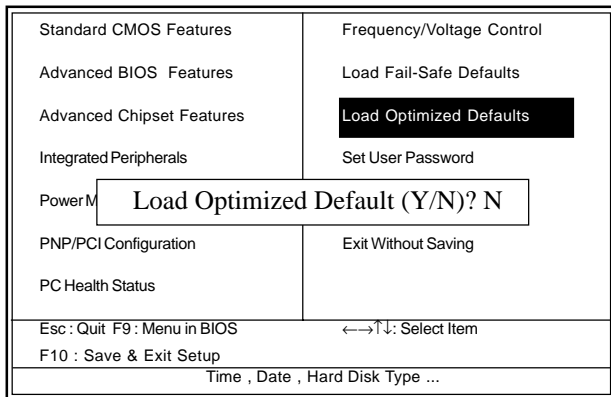 Standard CMOS Features
Frequency/Voltage Control
Advanced BIOS Features
Load Fail-Safe Defaults
Advanced Chipset Features
Load Optimized Defaults
Integrated Peripherals
Set User Password
Power M
Load Optimized Default (Y/N)? N
PNP/PCI Configuration
Exit Without Saving
PC Health Status
Esc : Quit F9 : Menu in BIOS
←→↑↓: Select Item
F10 : Save & Exit Setup
Time , Date , Hard Disk Type ...